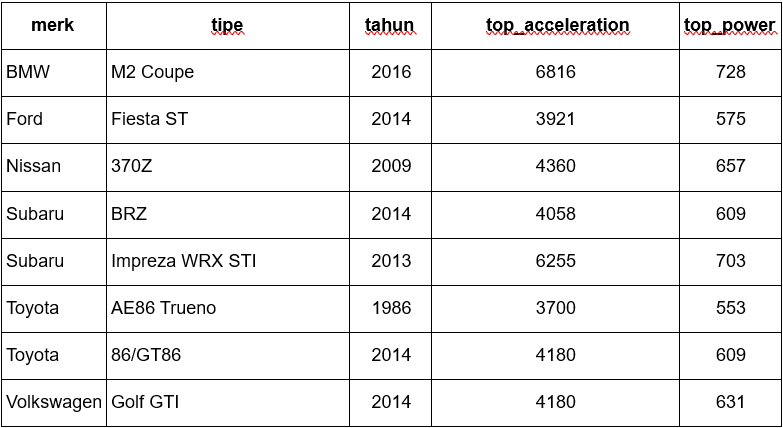 merk tipe tahun top_acceleration top_power
BMW M2 Coupe 2016 6816 728
Ford Fiesta ST 2014 3921 575
Nissan 370Z 2009 4360 657
Subaru BRZ 2014 4058 609
Subaru Impreza WRX STI 2013 6255 703
Toyota AE86 Trueno 1986 3700 553
Toyota 86/GT86 2014 4180 609
Volkswagen Golf GTI 2014 4180 631